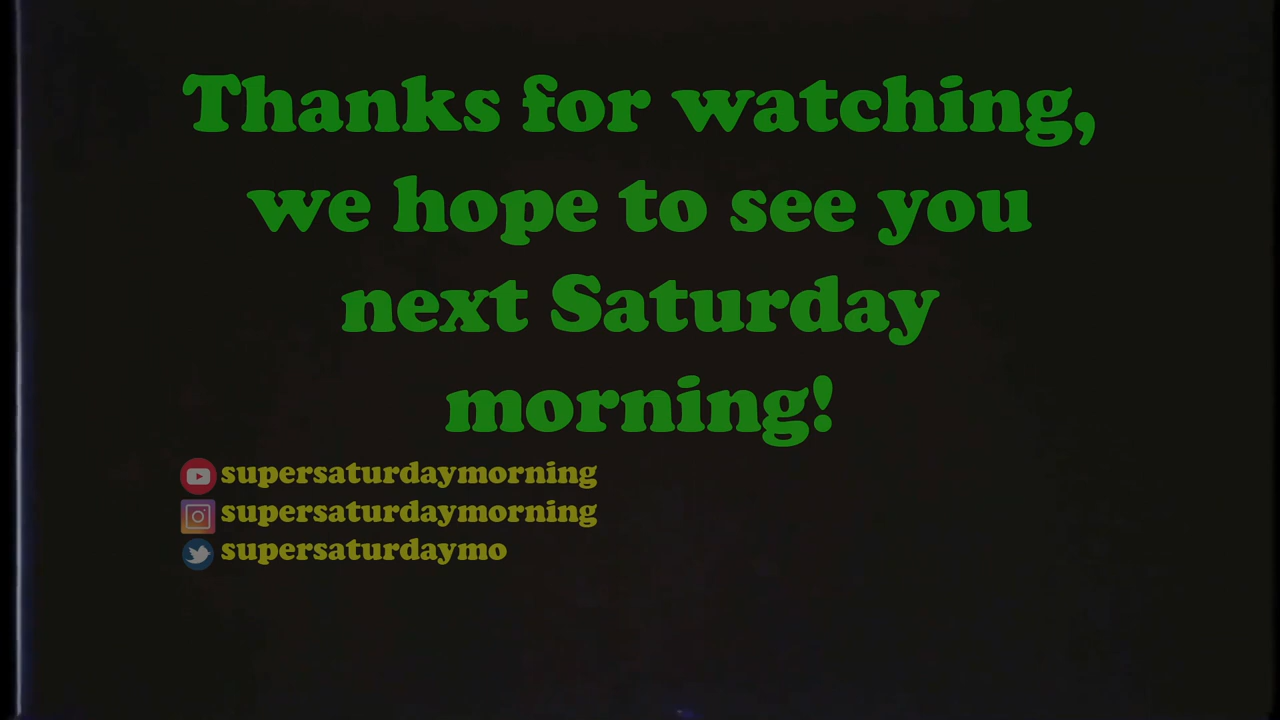 Thanks for watching,
we hope to see you
next Saturday
morning!
supersaturdaymorning
supersaturdaymorning
supersaturdaymo